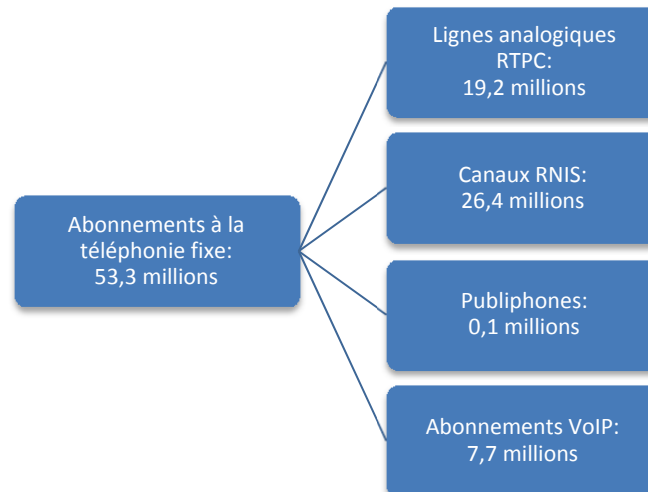 Lignes analogiques
RTPC:
19,2 millions
Canaux RNIS:
26,4 millions
Abonnements à la
téléphonie fixe:
53,3 millions
Publiphones:
0,1 millions
Abonnements VoIP:
7,7 millions